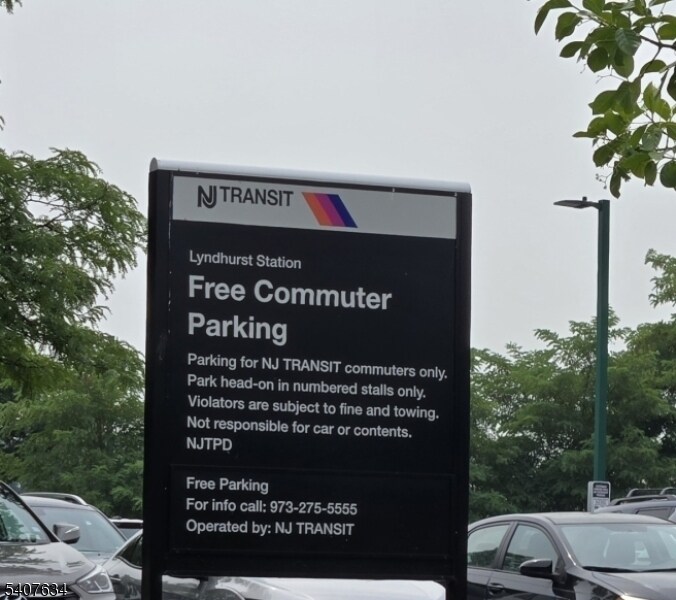 NJ TRANSIT
Lyndhurst Station
Free Commuter
Parking
Parking for NJ TRANSIT commuters only.
Park head-on in numbered stalls only.
Violators are subject to fine and towing.
Not responsible for car or contents.
NJTPD
Free Parking
For info call: 973-275-5555
Operated by: NJ TRANSIT
5407634